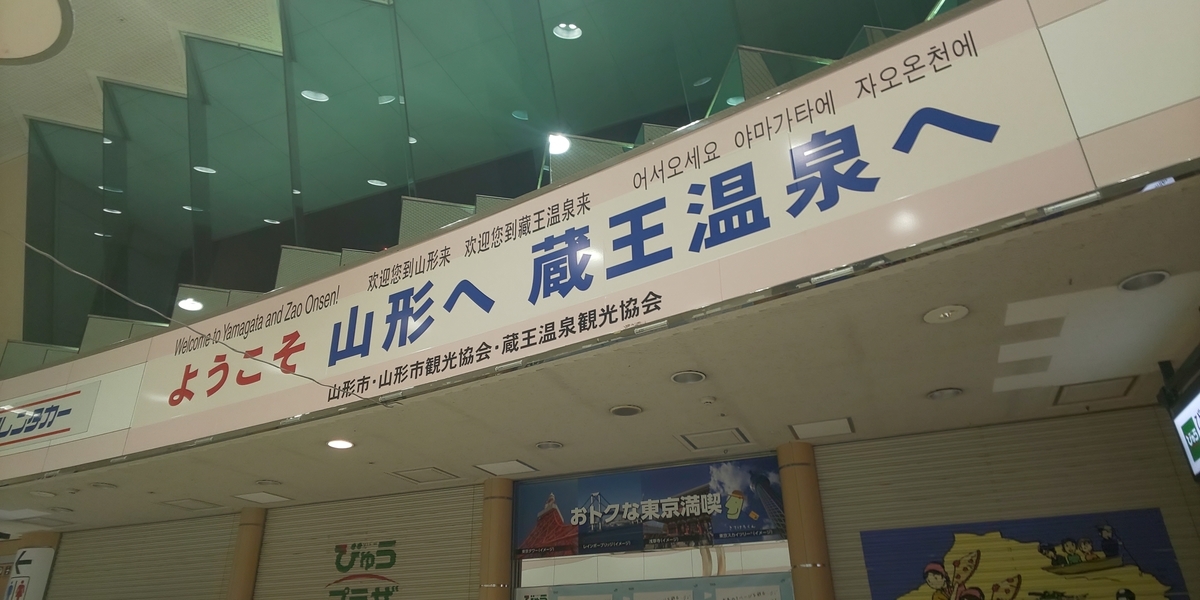 Welcome to Yamagata and Zao Onsen!
欢迎您到山形来 欢迎您到藏王温泉来
어서오세요 야마가타에 자오온천에
ようこそ 山形へ 蔵王温泉へ
山形市・山形市観光協会・蔵王温泉観光協会
レンタカー
おトクな東京満喫
びゅう
プラザ